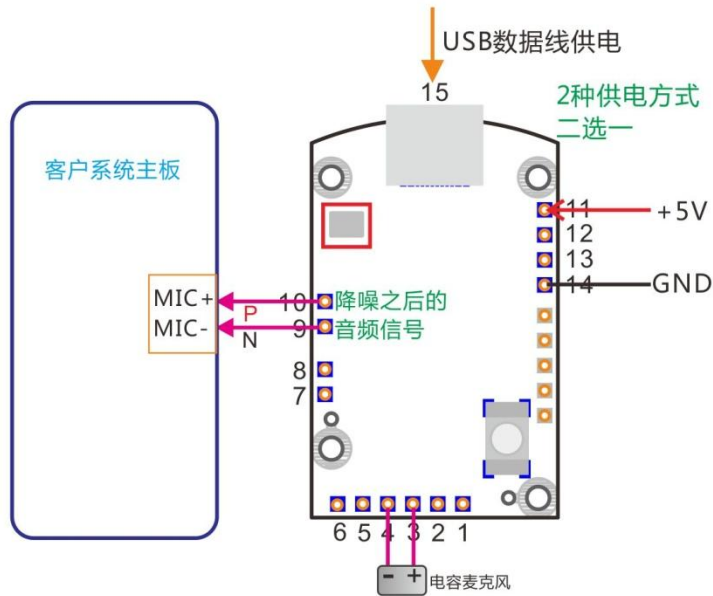 USB数据线供电
15
2种供电方式
二选一
客户系统主板
11
+5V
12
13
14
GND
MIC+
10
降噪之后的
P
MIC-
9
音频信号
N
8
7
6 5 4 3 2 1
- +
电容麦克风